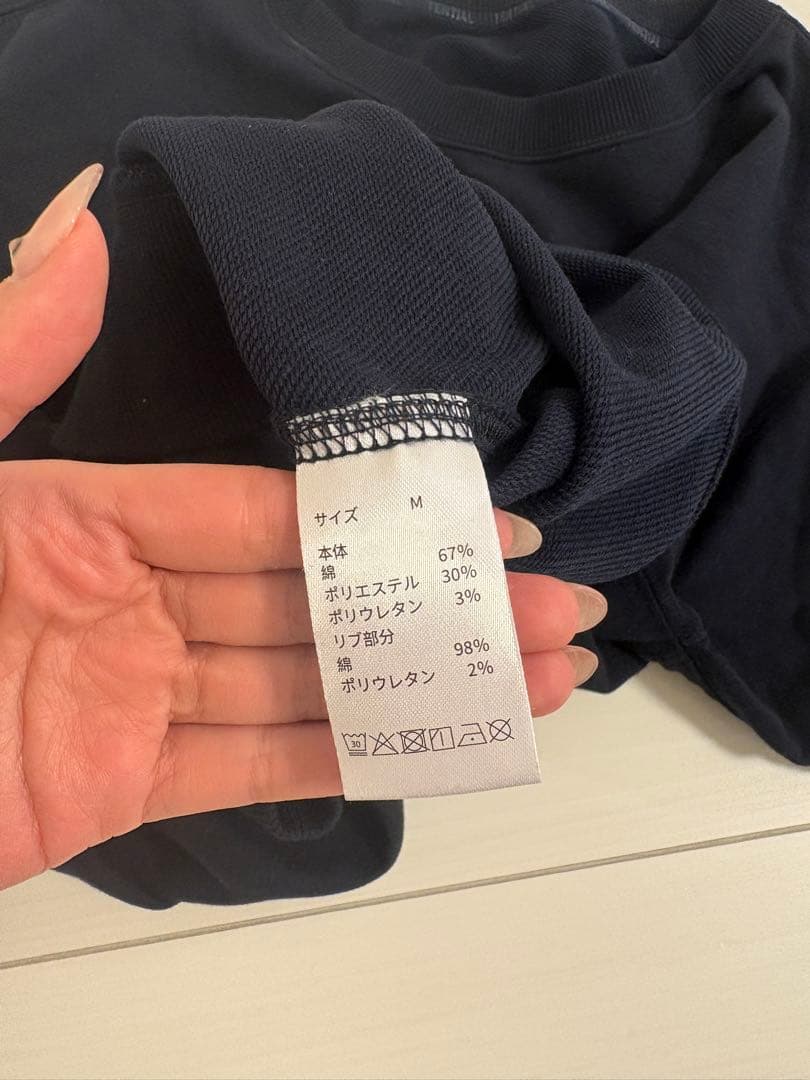 サイズ M
本体
綿 67%
ポリエステル 30%
ポリウレタン 3%
リブ部分
綿 98%
ポリウレタン 2%
30